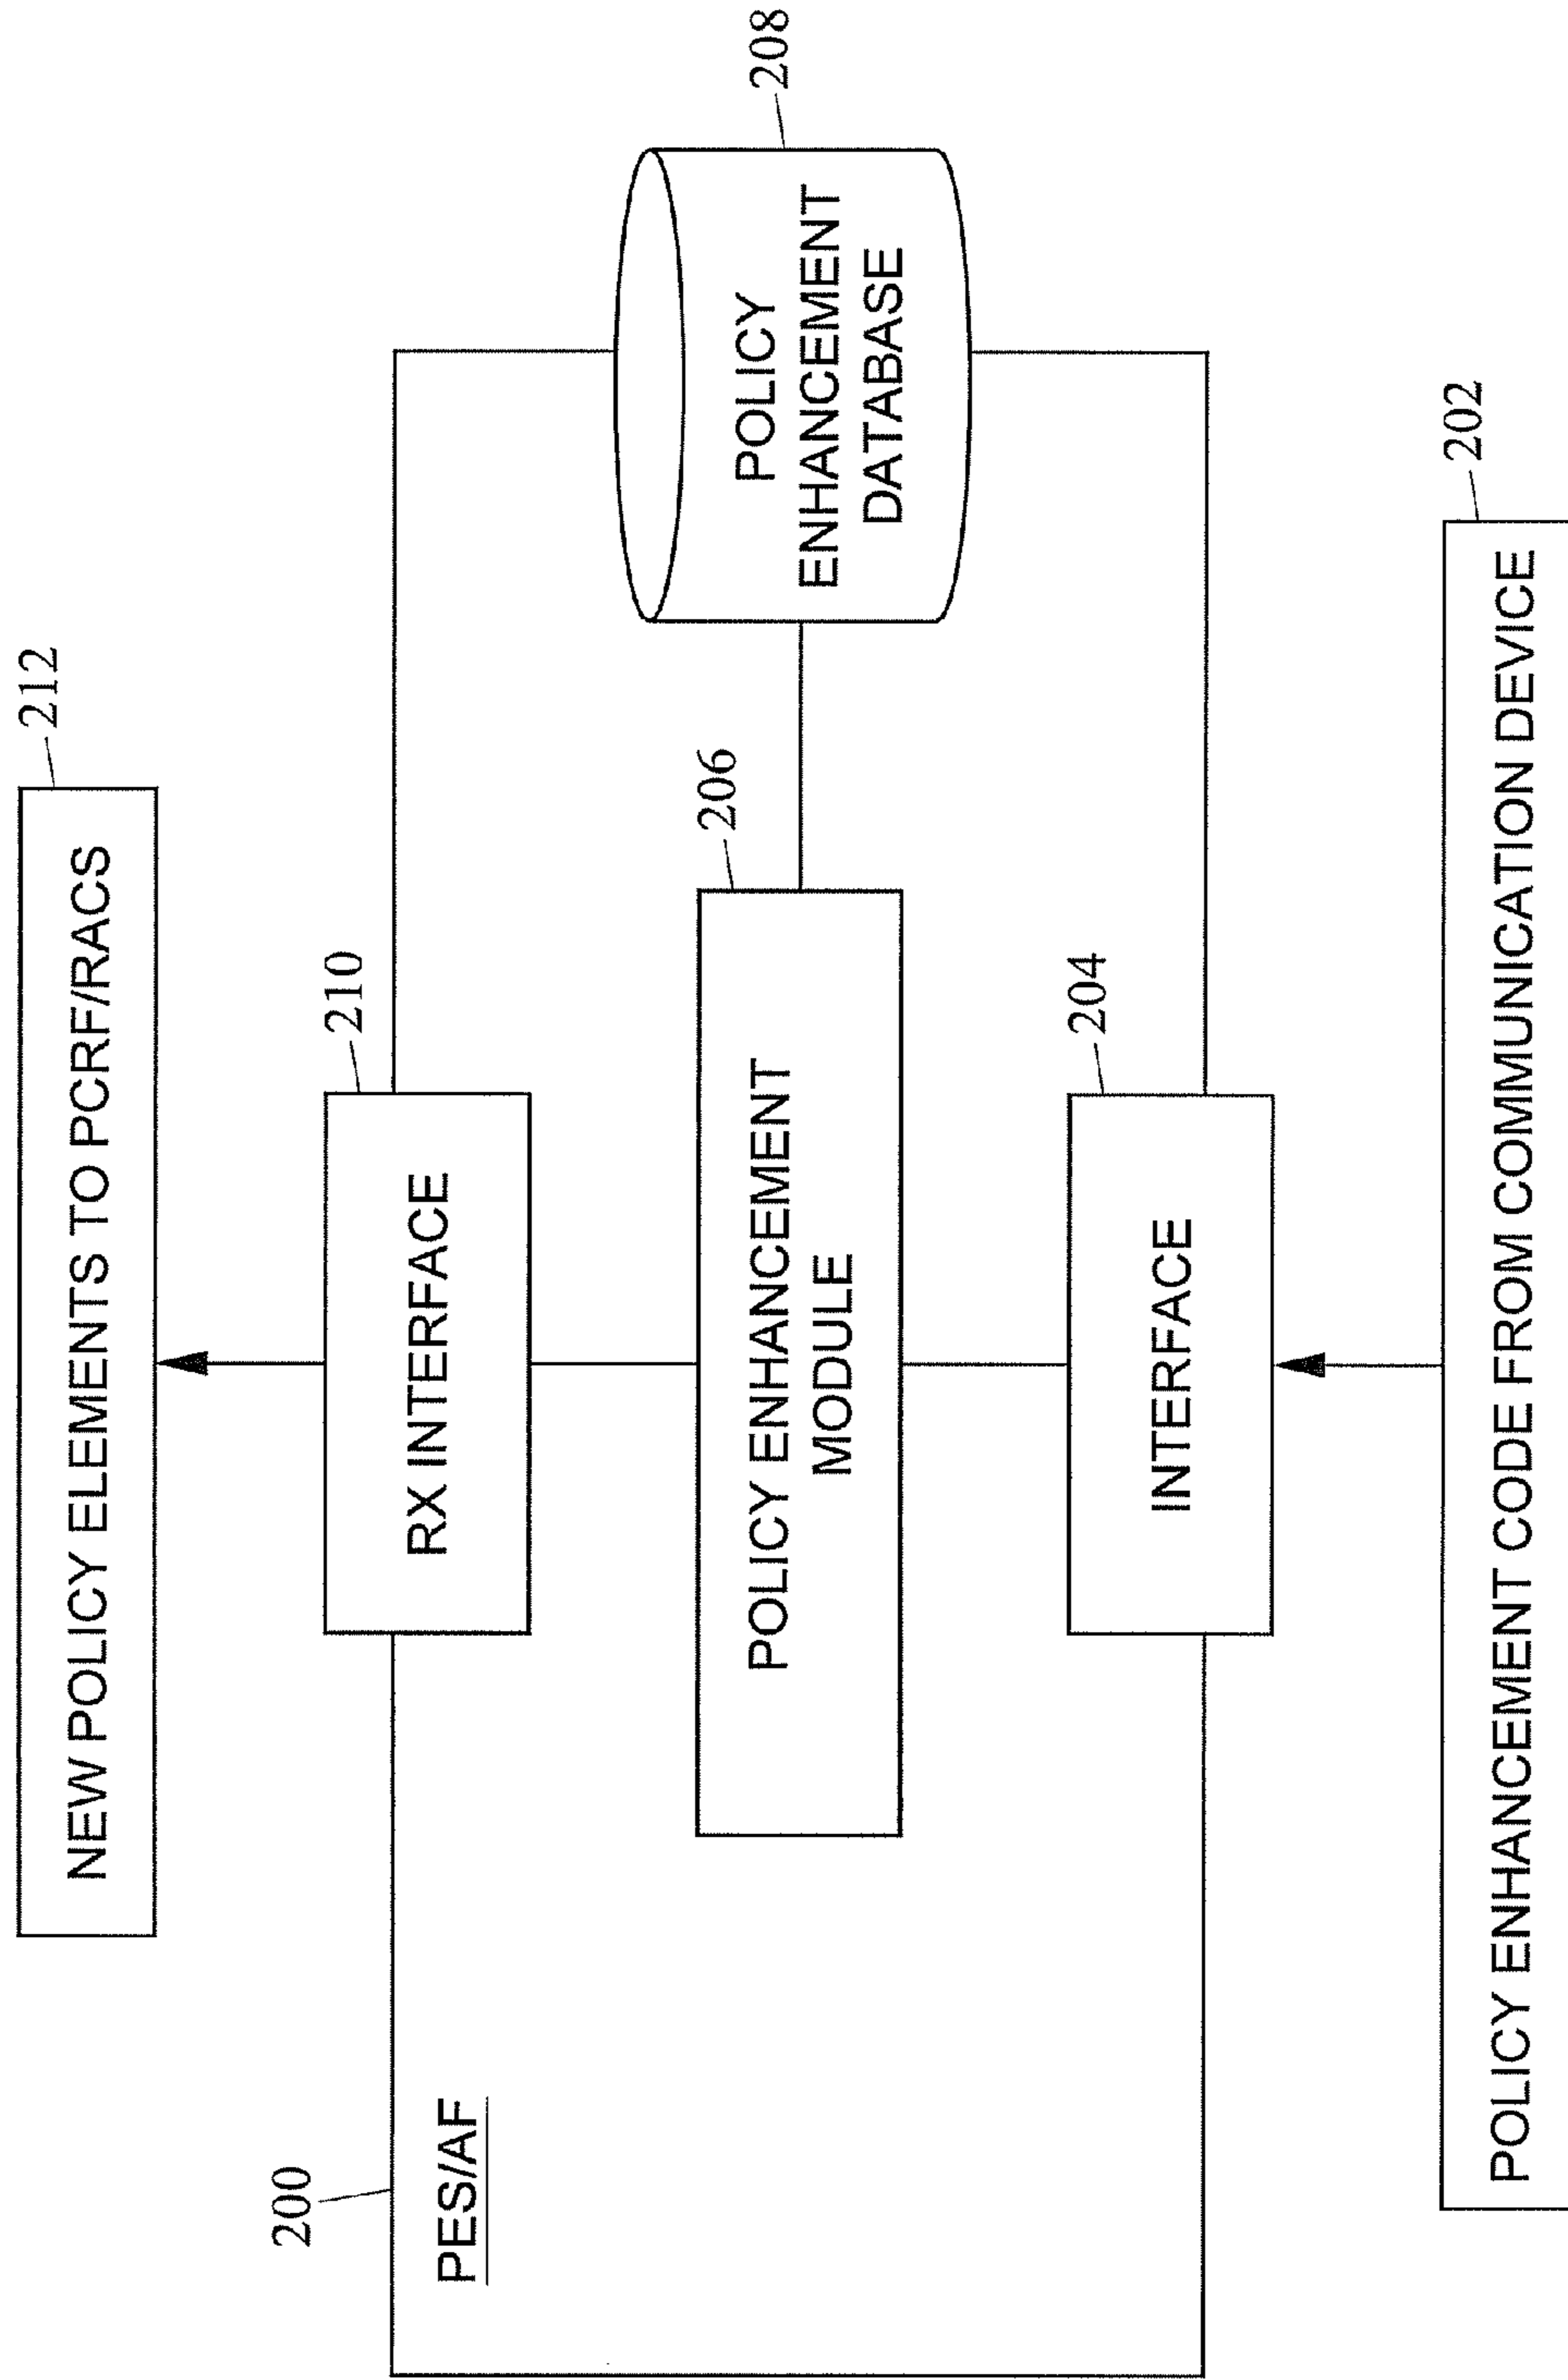 212
NEW POLICY ELEMENTS TO PCRF/RACS
200
PES/AF
210
RX INTERFACE
206
POLICY ENHANCEMENT
MODULE
208
POLICY
ENHANCEMENT
DATABASE
204
INTERFACE
202
POLICY ENHANCEMENT CODE FROM COMMUNICATION DEVICE